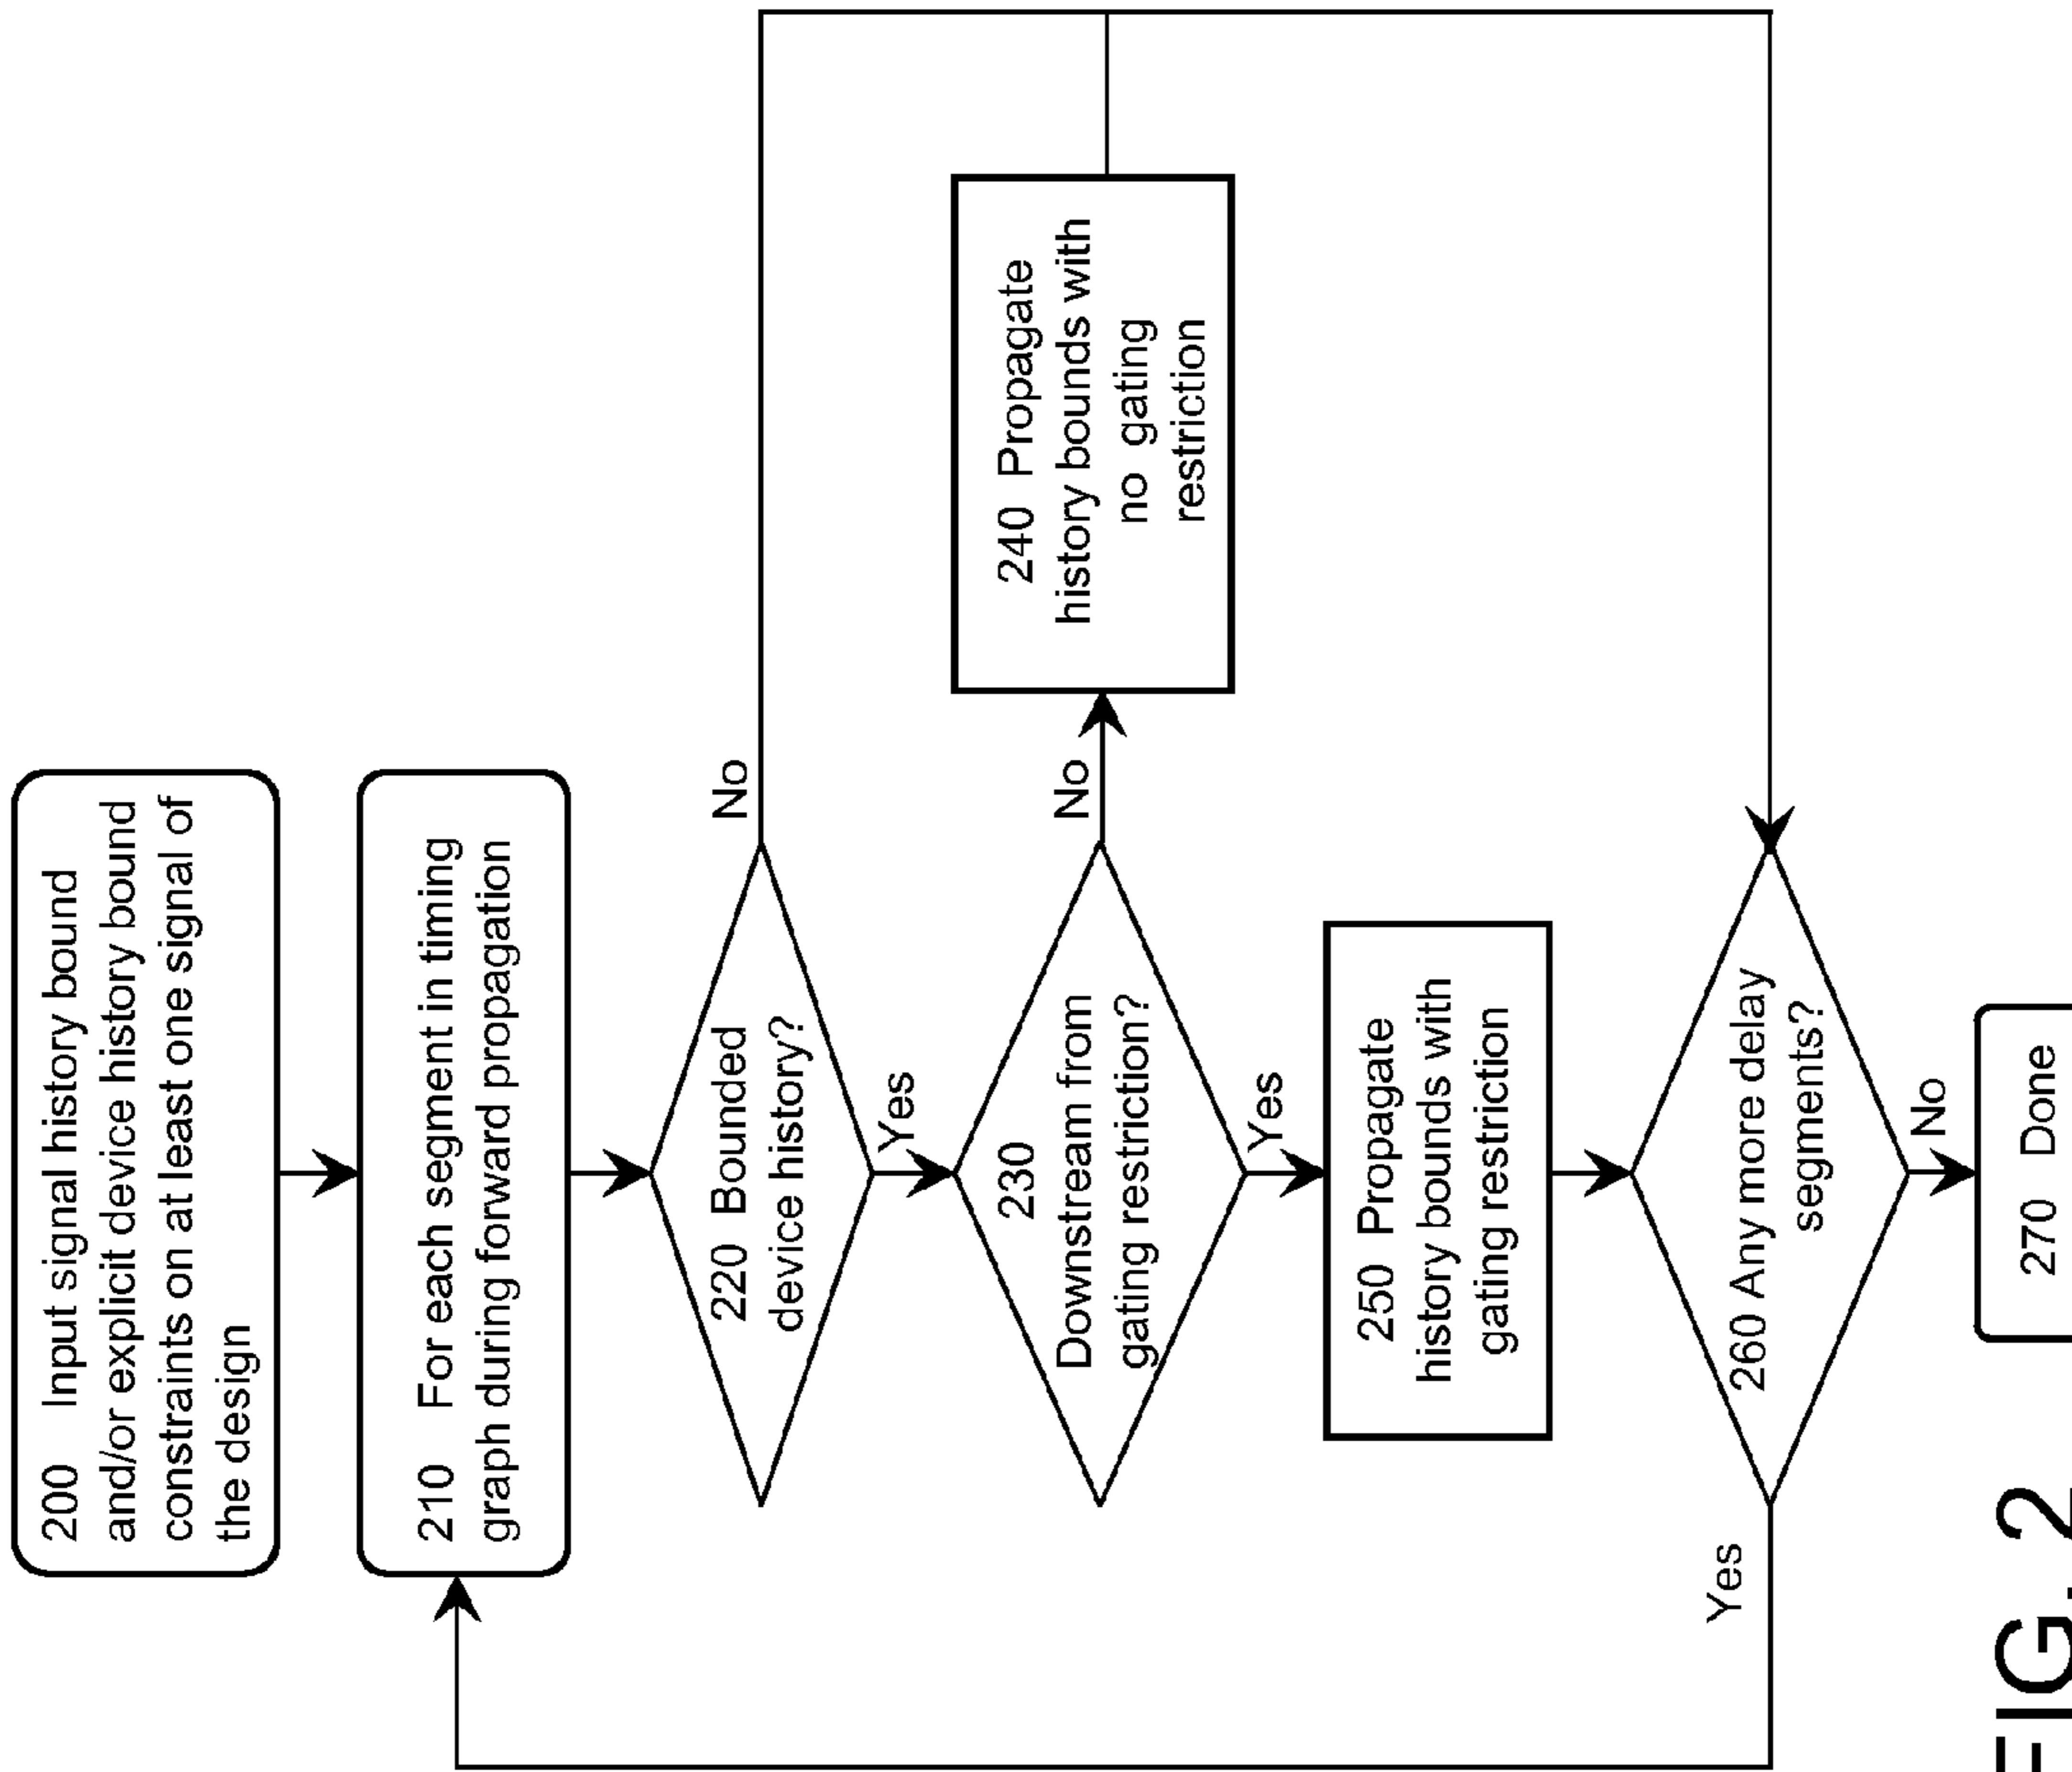 200 Input signal history bound
and/or explicit device history bound
constraints on at least one signal of
the design
210 For each segment in timing
graph during forward propagation
220 Bounded
device history?
No
Yes
230
Downstream from
gating restriction?
No
240 Propagate
history bounds with
no gating
restriction
Yes
250 Propagate
history bounds with
gating restriction
260 Any more delay
segments?
Yes
No
270 Done
FIG. 2